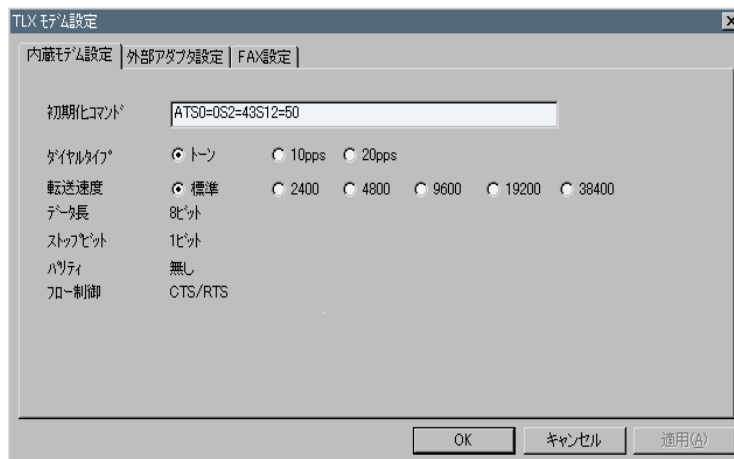 TLX ﾓﾃﾞﾑ設定
内蔵ﾓﾃﾞﾑ設定 外部ｱﾀﾞﾌﾟﾀ設定 FAX設定
初期化ｺﾏﾝﾄﾞ ATS0=0S2=43S12=50
ﾀﾞｲﾔﾙﾀｲﾌﾟ ﾄｰﾝ 10pps 20pps
転送速度 標準 2400 4800 9600 19200 38400
ﾃﾞｰﾀ長 8ﾋﾞｯﾄ
ｽﾄｯﾌﾟﾋﾞｯﾄ 1ﾋﾞｯﾄ
ﾊﾟﾘﾃｨ 無し
ﾌﾛｰ制御 CTS/RTS
OK ｷｬﾝｾﾙ 適用(A)